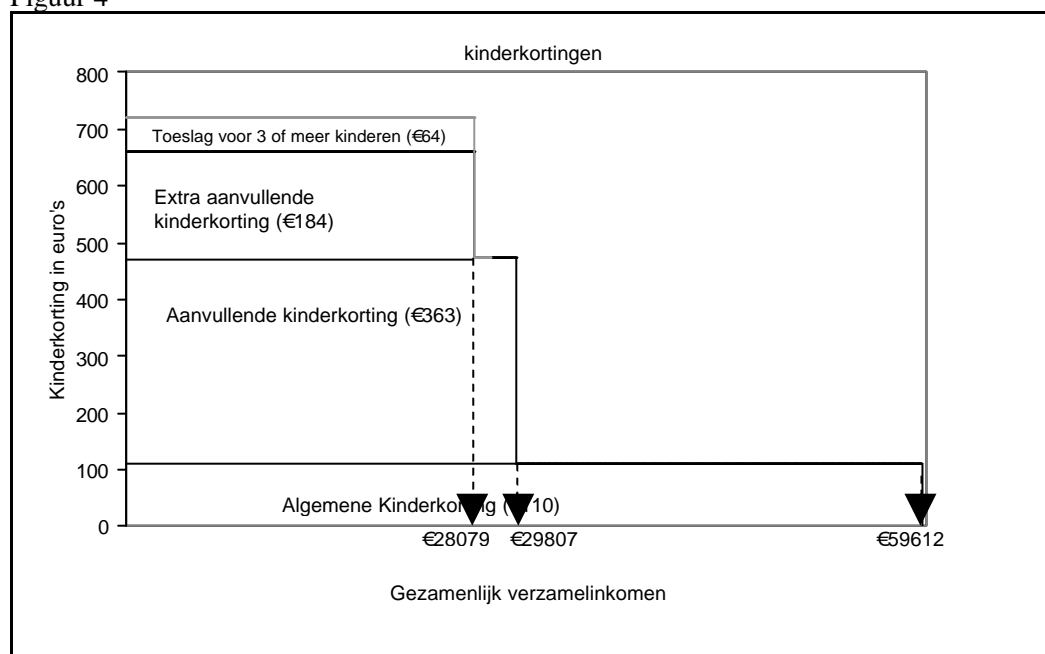 Figuur 4
kinderkortingen
800
700
600
500
400
300
200
100
0
Kinderkorting in euro's
Toeslag voor 3 of meer kinderen (€64)
Extra aanvullende
kinderkorting (€184)
Aanvullende kinderkorting (€363)
Algemene
€28079
€29807
€59612
Gezamenlijk verzamelinkomen